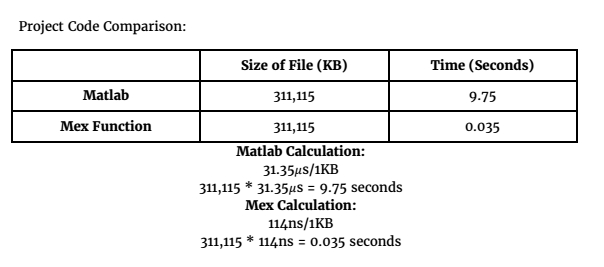 Project Code Comparison:
Size of File (KB) Time (Seconds)
Matlab 311,115 9.75
Mex Function 311,115 0.035
Matlab Calculation:
31.35μs/1KB
311,115 * 31.35μs = 9.75 seconds
Mex Calculation:
114ns/1KB
311,115 * 114ns = 0.035 seconds